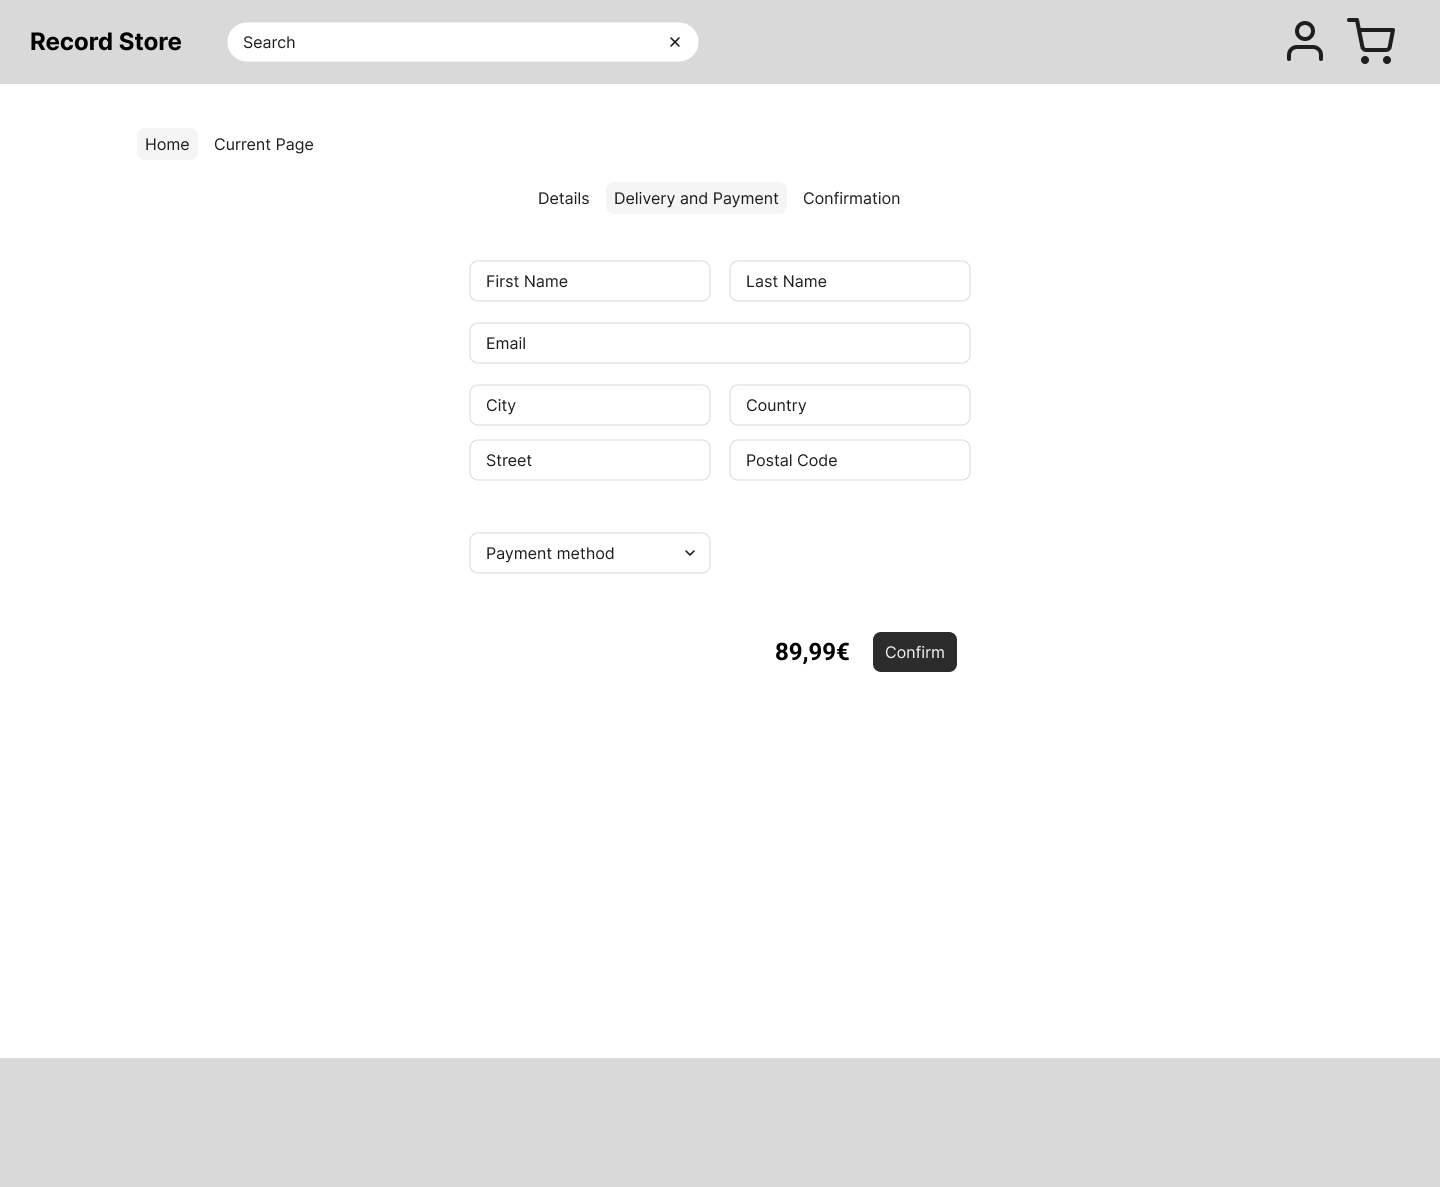 Record Store
Search
Home Current Page
Details Delivery and Payment Confirmation
First Name Last Name
Email
City Country
Street Postal Code
Payment method
89,99€ Confirm